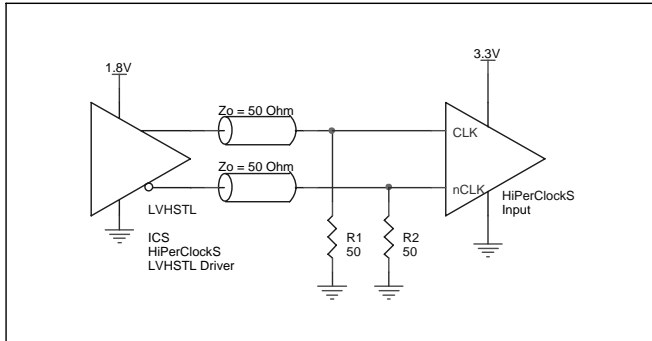 1.8V
3.3V
Zo = 50 Ohm
CLK
Zo = 50 Ohm
nCLK
HiPerClockS
Input
LVHSTL
ICS
HiPerClockS
LVHSTL Driver
R1
50
R2
50